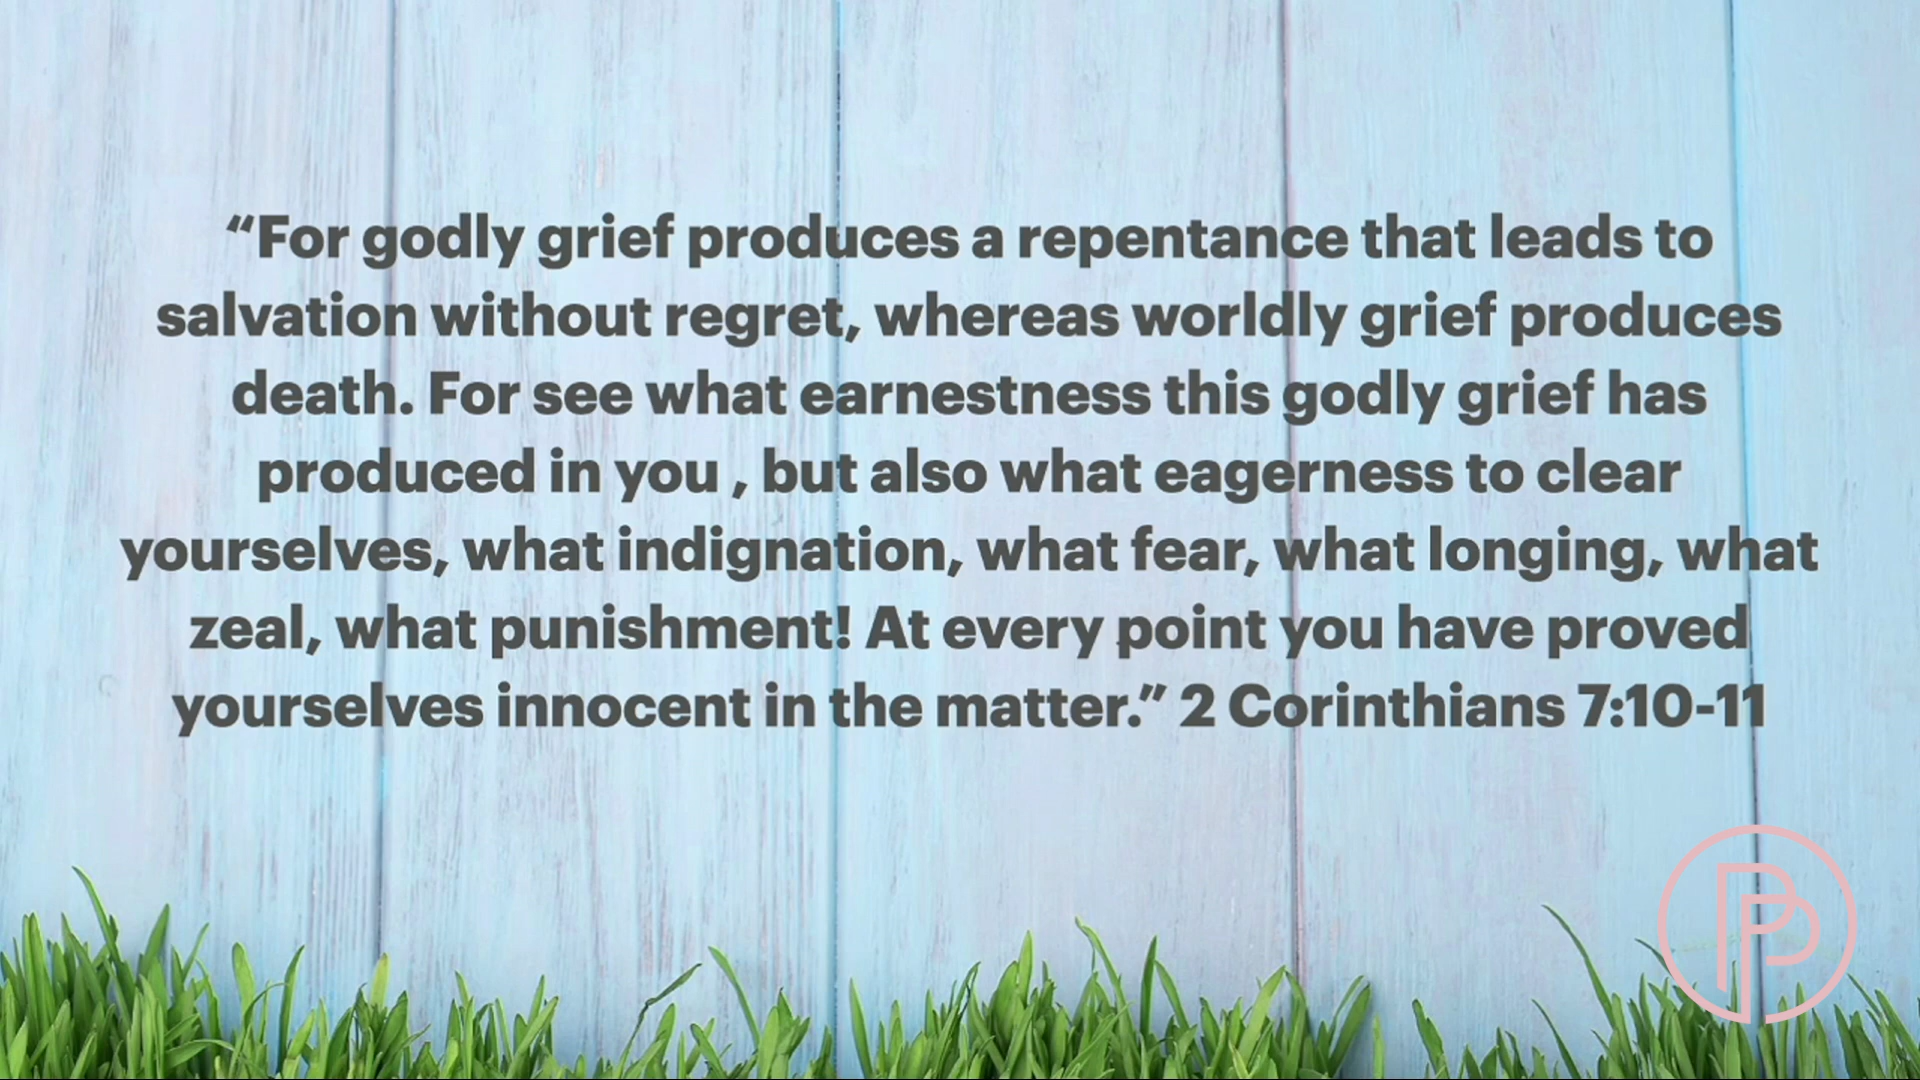 “For godly grief produces a repentance that leads to
salvation without regret, whereas worldly grief produces
death. For see what earnestness this godly grief has
produced in you , but also what eagerness to clear
yourselves, what indignation, what fear, what longing, what
zeal, what punishment! At every point you have proved
yourselves innocent in the matter.” 2 Corinthians 7:10-11